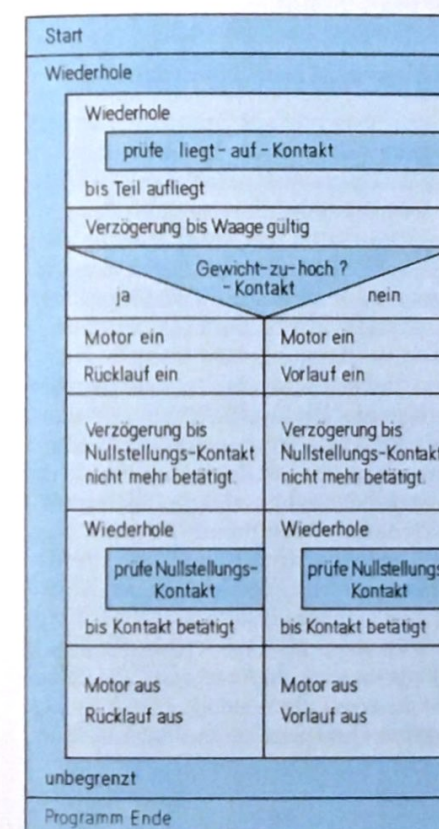 Start
Wiederhole
Wiederhole
prüfe liegt-auf-Kontakt
bis Teil aufliegt
Verzögerung bis Waage gültig
Gewicht-zu-hoch ?
-Kontakt
ja
nein
Motor ein
Rücklauf ein
Verzögerung bis
Nullstellungs-Kontakt
nicht mehr betätigt.
Wiederhole
prüfe Nullstellungs-
Kontakt
bis Kontakt betätigt
Motor aus
Rücklauf aus
Motor ein
Vorlauf ein
Verzögerung bis
Nullstellungs-Kontakt
nicht mehr betätigt.
Wiederhole
prüfe Nullstellungs
Kontakt
bis Kontakt betätigt
Motor aus
Vorlauf aus
unbegrenzt
Programm Ende